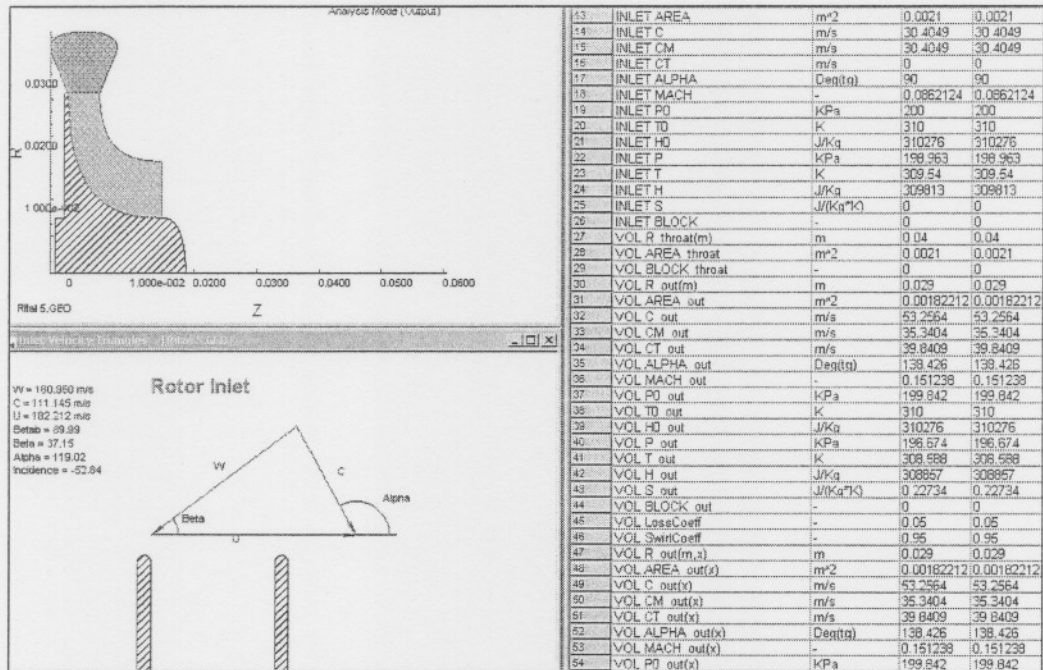 Analysis Mode (Output)
0.0300
0.0200
R
1.000e-002
0 1.000e-002 0.0200 0.0300 0.0400 0.0500 0.0600
Rital 5.GEO
Z
Inlet Velocity Triangles
W = 160.950 m/s
C = 111.145 m/s
U = 182.212 m/s
Betab = 89.99
Beta = 37.15
Alpha = 119.02
Incidence = -52.84
Rotor Inlet
W
C
Alpha
Beta
U
13 INLET AREA m^2 0.0021 0.0021
14 INLET C m/s 30.4049 30.4049
15 INLET CM m/s 30.4049 30.4049
16 INLET CT m/s 0 0
17 INLET ALPHA Deg(tg) 90 90
18 INLET MACH - 0.0862124 0.0862124
19 INLET P0 KPa 200 200
20 INLET T0 K 310 310
21 INLET H0 J/Kg 310276 310276
22 INLET P KPa 198.963 198.963
23 INLET T K 309.54 309.54
24 INLET H J/Kg 309813 309813
25 INLET S J/(Kg*K) 0 0
26 INLET BLOCK - 0 0
27 VOL R throat(m) m 0.04 0.04
28 VOL AREA throat m^2 0.0021 0.0021
29 VOL BLOCK throat - 0 0
30 VOL R out(m) m 0.029 0.029
31 VOL AREA out m^2 0.00182212 0.00182212
32 VOL C out m/s 53.2564 53.2564
33 VOL CM out m/s 35.3404 35.3404
34 VOL CT out m/s 39.8409 39.8409
35 VOL ALPHA out Deg(tg) 138.426 138.426
36 VOL MACH out - 0.151238 0.151238
37 VOL P0 out KPa 199.842 199.842
38 VOL T0 out K 310 310
39 VOL H0 out J/Kg 310276 310276
40 VOL P out KPa 196.674 196.674
41 VOL T out K 308.588 308.588
42 VOL H out J/Kg 308857 308857
43 VOL S out J/(Kg*K) 0.22734 0.22734
44 VOL BLOCK out - 0 0
45 VOL LossCoeff - 0.05 0.05
46 VOL SwirlCoeff - 0.95 0.95
47 VOL R out(m,x) m 0.029 0.029
48 VOL AREA out(x) m^2 0.00182212 0.00182212
49 VOL C out(x) m/s 53.2564 53.2564
50 VOL CM out(x) m/s 35.3404 35.3404
51 VOL CT out(x) m/s 39.8409 39.8409
52 VOL ALPHA out(x) Deg(tg) 138.426 138.426
53 VOL MACH out(x) - 0.151238 0.151238
54 VOL P0 out(x) KPa 199.842 199.842